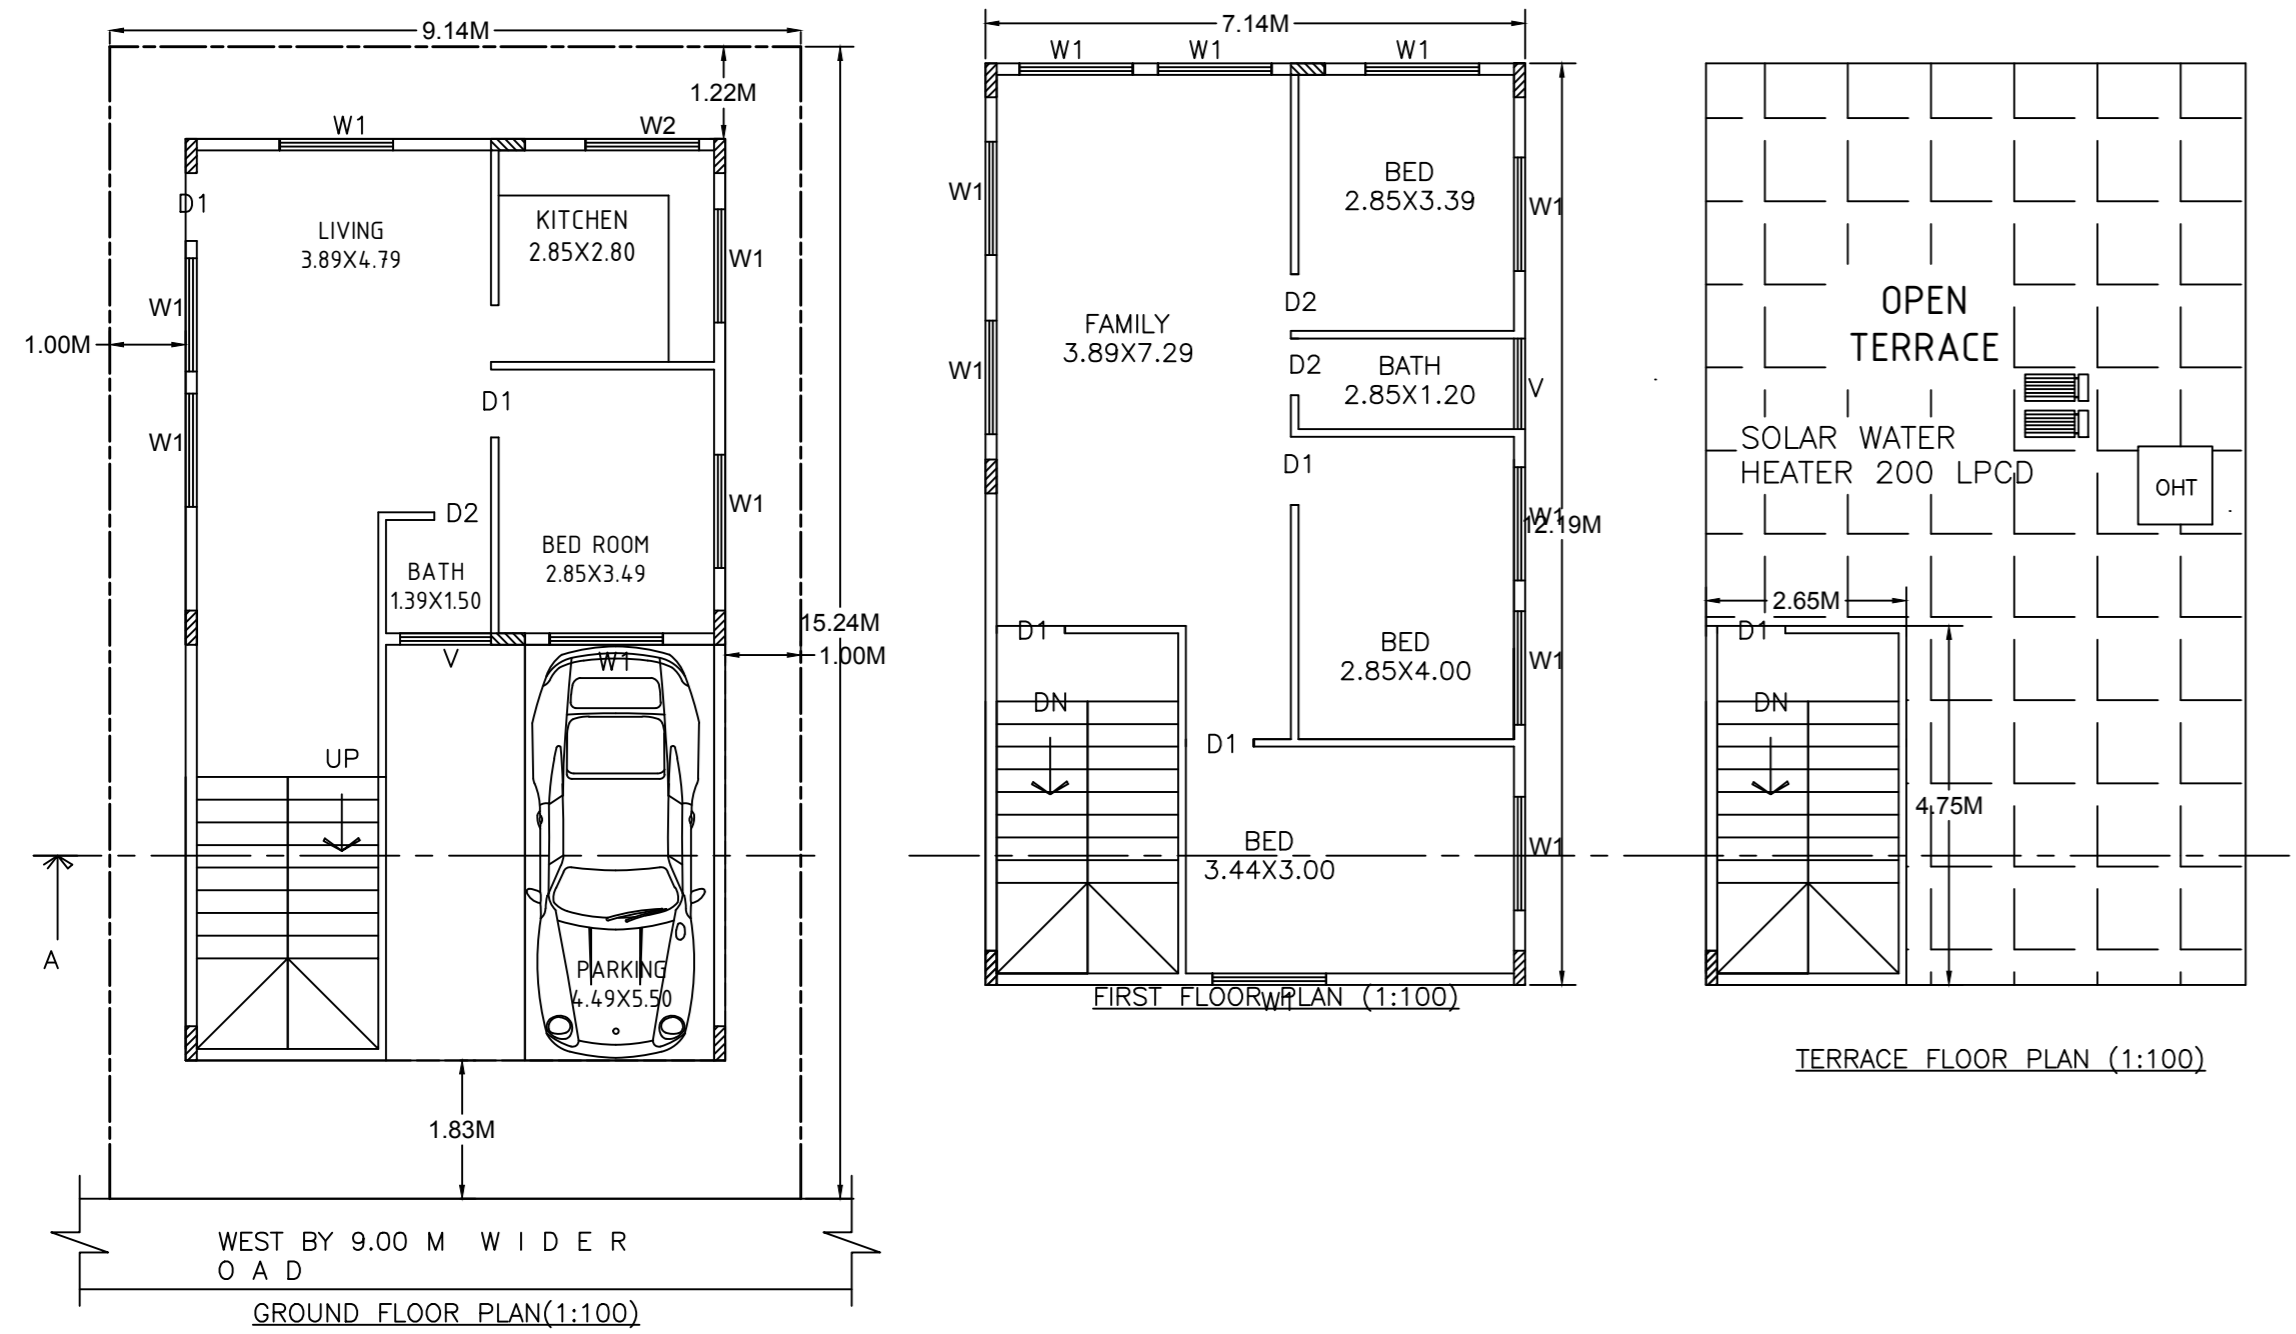 9.14M
1.22M
W1
W2
D1
LIVING
3.89X4.79
KITCHEN
2.85X2.80
W1
W1
1.00M
D1
W1
D2
W1
BED ROOM
2.85X3.49
BATH
1.39X1.50
15.24M
1.00M
V
W1
UP
A
PARKING
4.49X5.50
1.83M
WEST BY 9.00 M W I D E R
O A D
GROUND FLOOR PLAN(1:100)
7.14M
W1
W1
W1
W1
BED
2.85X3.39
W1
D2
FAMILY
3.89X7.29
W1
D2
BATH
2.85X1.20
V
D1
W1
12.19M
D1
BED
2.85X4.00
W1
DN
D1
BED
3.44X3.00
W1
W1
FIRST FLOOR PLAN (1:100)
OPEN
TERRACE
SOLAR WATER
HEATER 200 LPCD
OHT
2.65M
D1
DN
4.75M
TERRACE FLOOR PLAN (1:100)